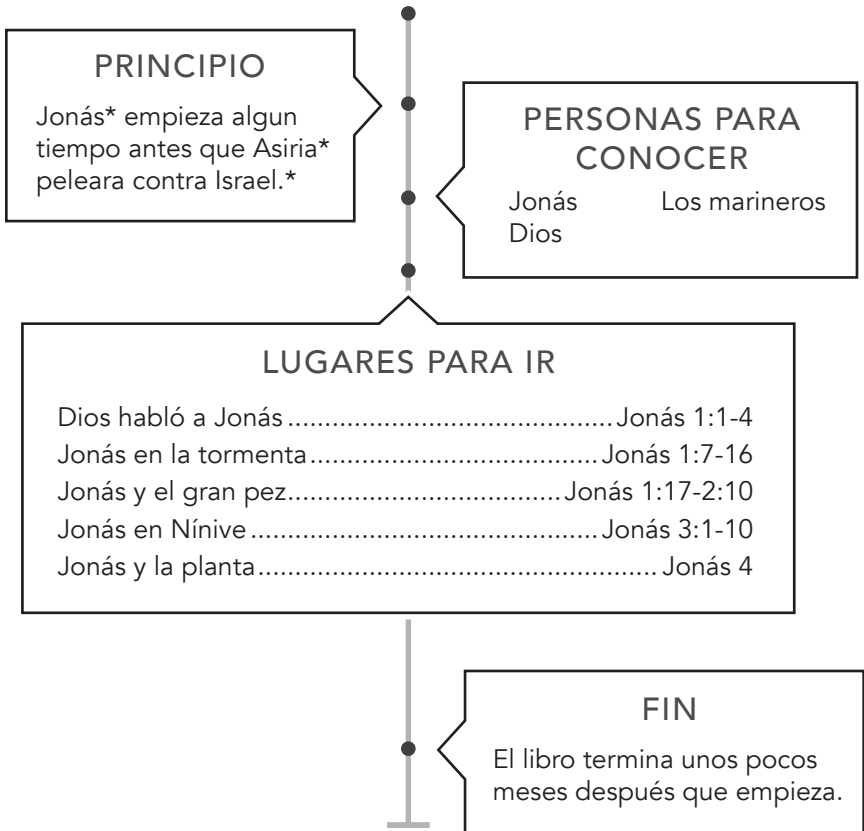 PRINCIPIO
Jonás* empieza algun
tiempo antes que Asiria*
peleara contra Israel.*
PERSONAS PARA
CONOCER
Jonás Los marineros
Dios
LUGARES PARA IR
Dios habló a Jonás ........................................ Jonás 1:1-4
Jonás en la tormenta ................................... Jonás 1:7-16
Jonás y el gran pez ................................. Jonás 1:17-2:10
Jonás en Nínive ........................................... Jonás 3:1-10
Jonás y la planta ................................................. Jonás 4
FIN
El libro termina unos pocos
meses después que empieza.